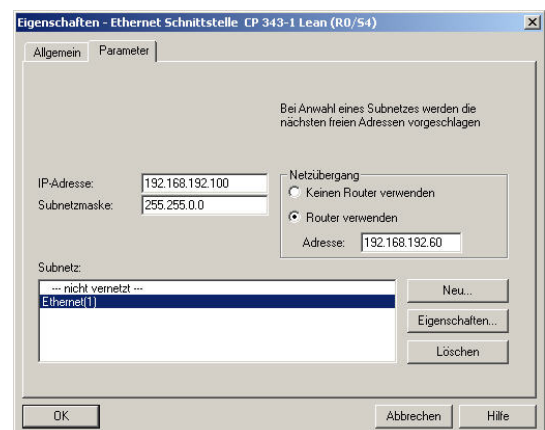 Eigenschaften - Ethernet Schnittstelle CP 343-1 Lean (R0/S4)
Allgemein
Parameter
Bei Anwahl eines Subnetzes werden die
nächsten freien Adressen vorgeschlagen
IP-Adresse: 192.168.192.100
Subnetzmaske: 255.255.0.0
Netzübergang
Keinen Router verwenden
Router verwenden
Adresse: 192.168.192.60
Subnetz:
--- nicht vernetzt ---
Ethernet(1)
Neu...
Eigenschaften...
Löschen
OK
Abbrechen
Hilfe